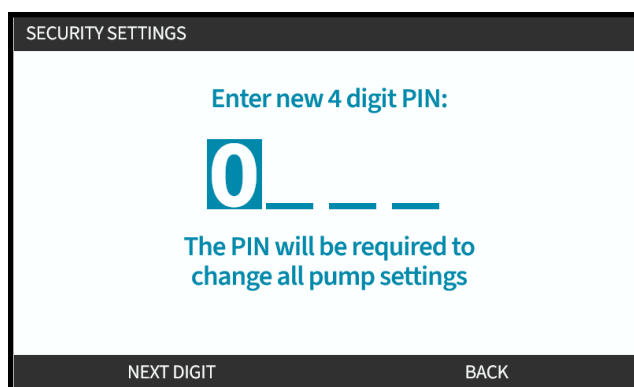 SECURITY SETTINGS
Enter new 4 digit PIN:
0_ _ _
The PIN will be required to
change all pump settings
NEXT DIGIT BACK